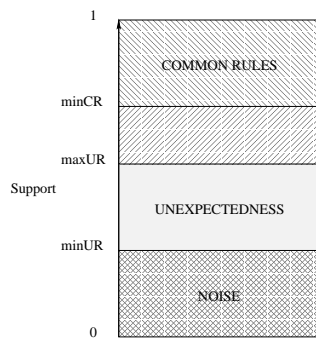 1
COMMON RULES
minCR
maxUR
Support
UNEXPECTEDNESS
minUR
NOISE
0